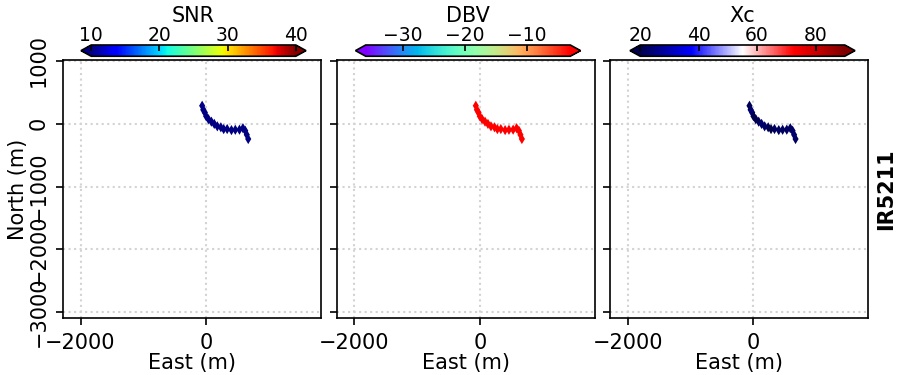 SNR DBV Xc
10 20 30 40 −30 −20 −10 20 40 60 80
1000
0
−1000
−2000
−3000
North (m)
IR5211
−2000 0 −2000 0 −2000 0
East (m) East (m) East (m)